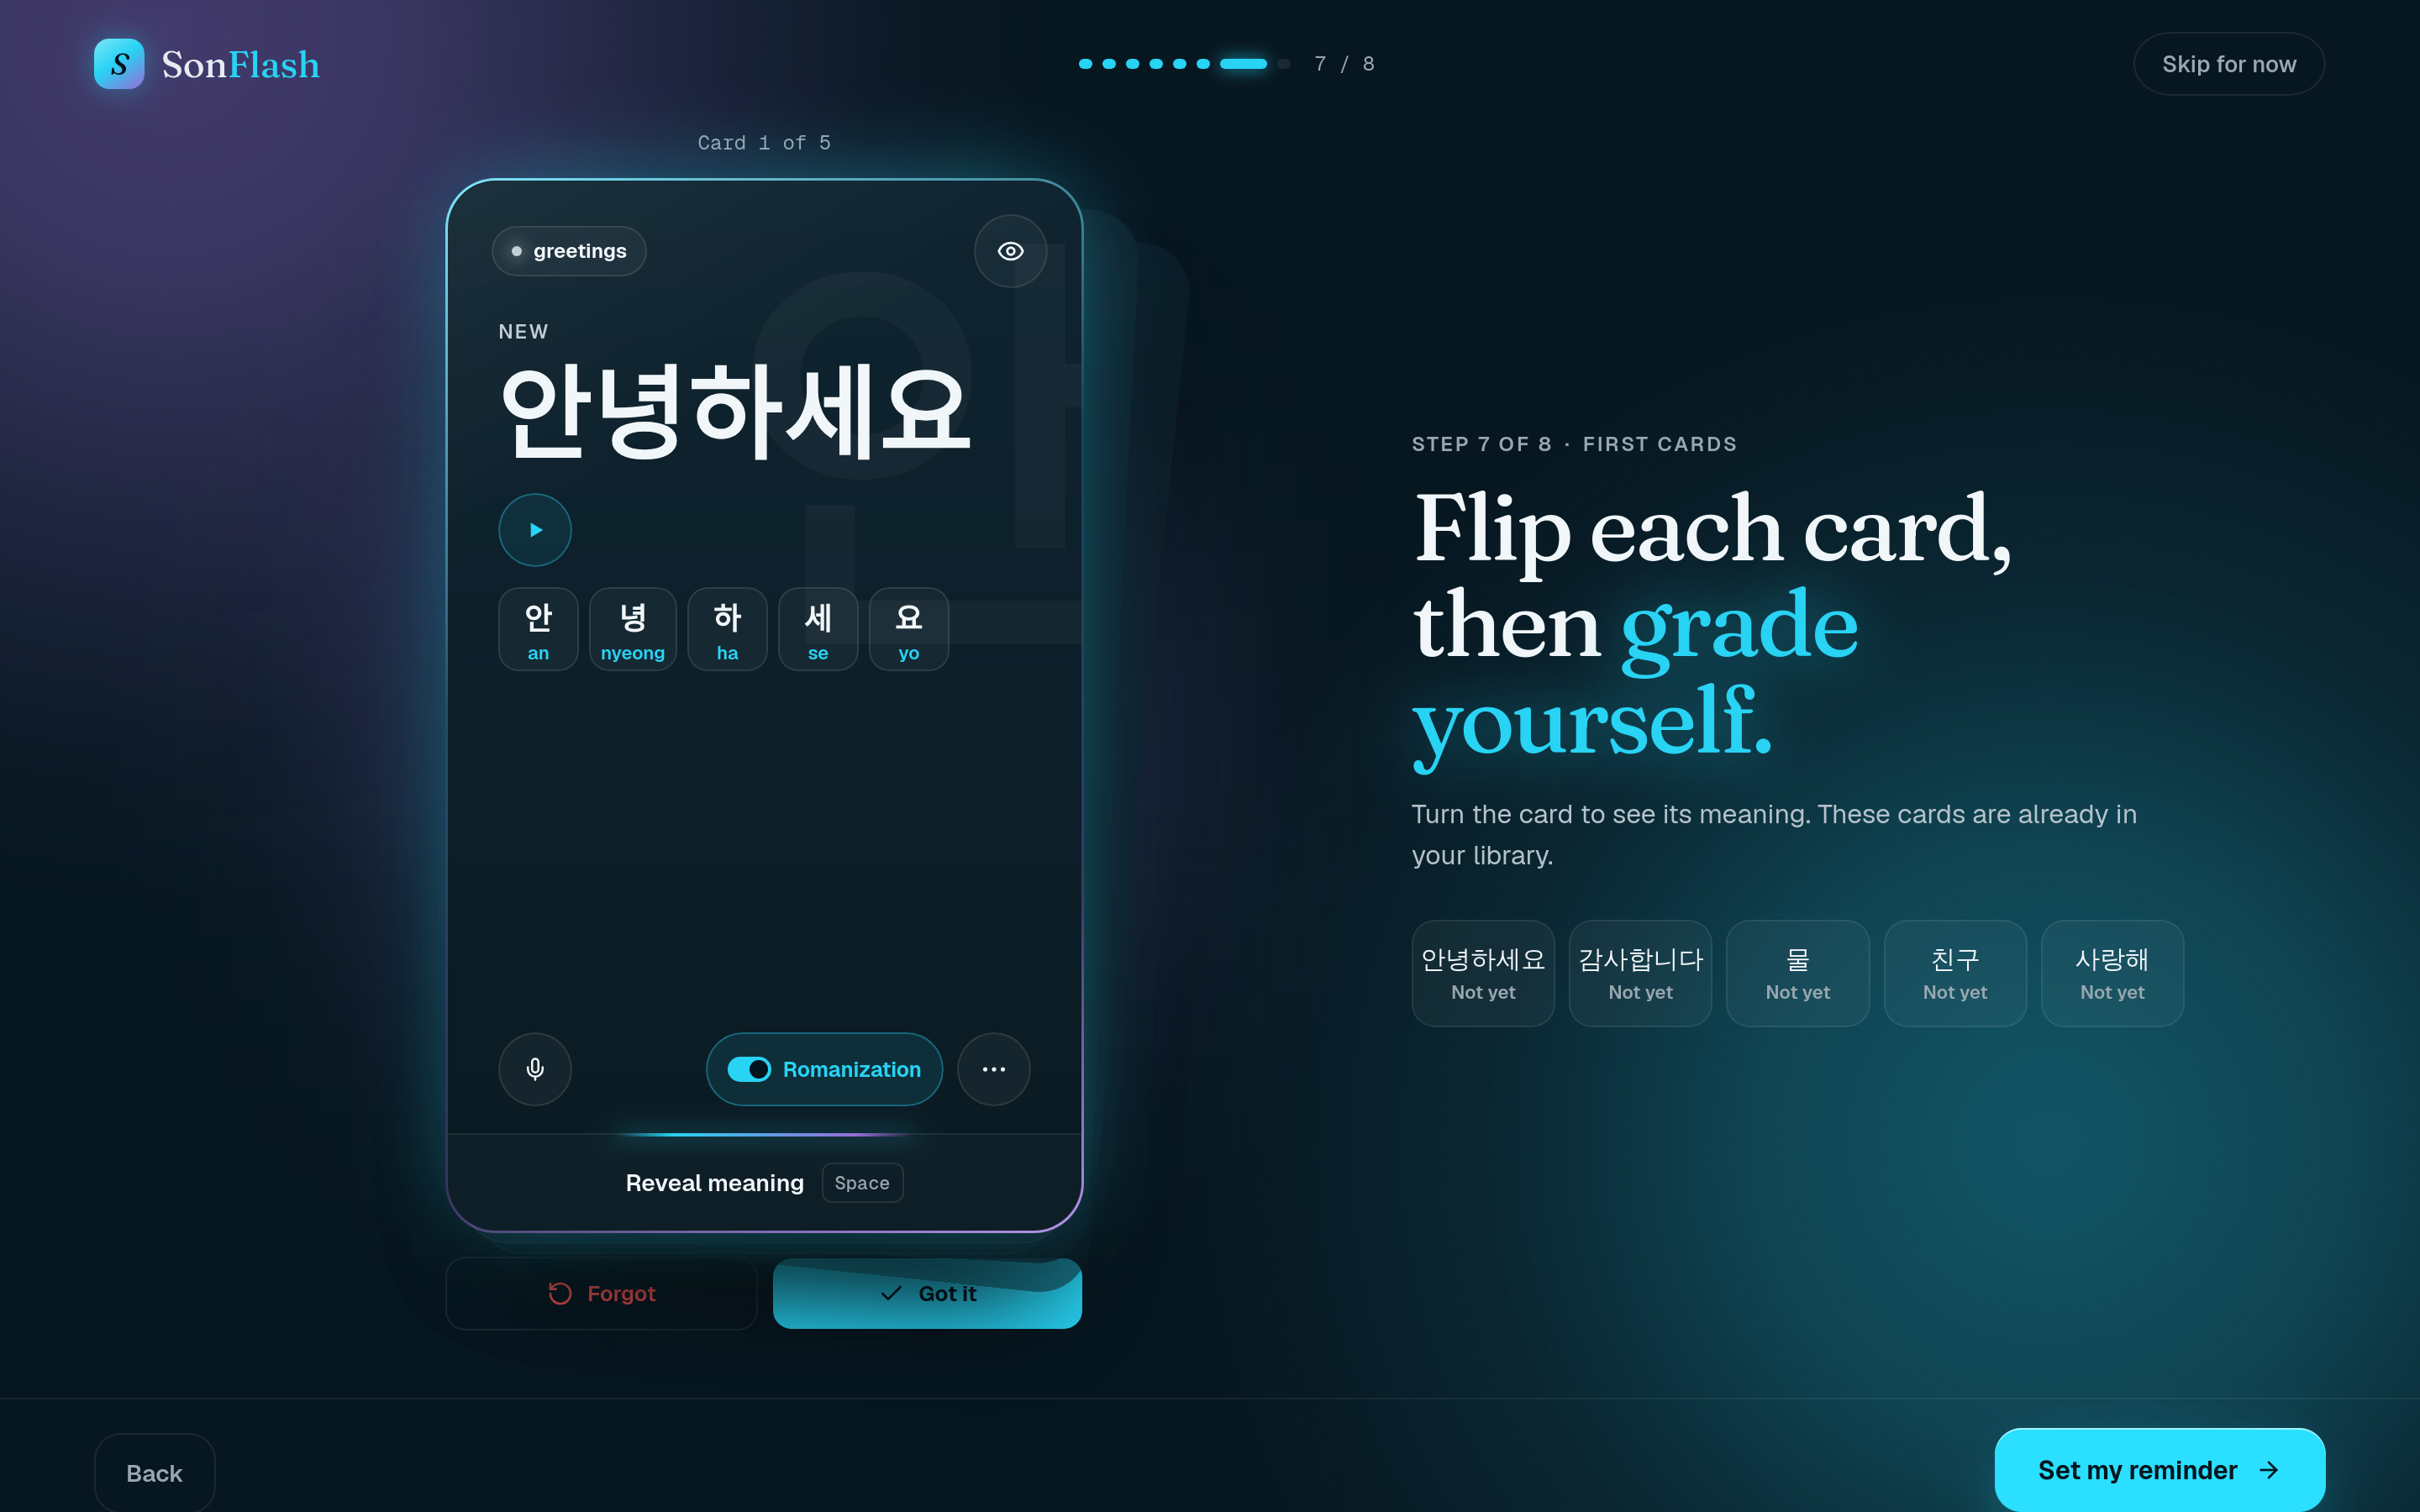 S SonFlash
7 / 8
Skip for now
Card 1 of 5
greetings
NEW
안녕하세요
안 녕 하 세 요
an nyeong ha se yo
Romanization
Reveal meaning Space
Forgot Got it
STEP 7 OF 8 · FIRST CARDS
Flip each card,
then grade
yourself.
Turn the card to see its meaning. These cards are already in
your library.
안녕하세요 감사합니다 물 친구 사랑해
Not yet Not yet Not yet Not yet Not yet
Back
Set my reminder